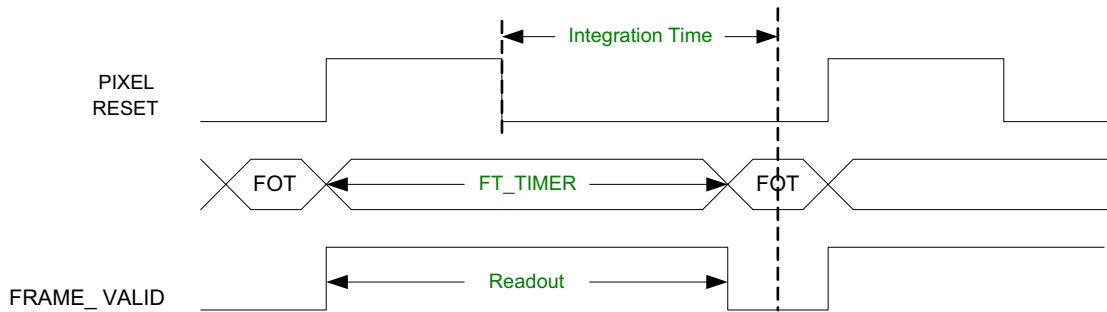 Integration Time
PIXEL
RESET
FOT
FT_TIMER
FOT
Readout
FRAME_ VALID